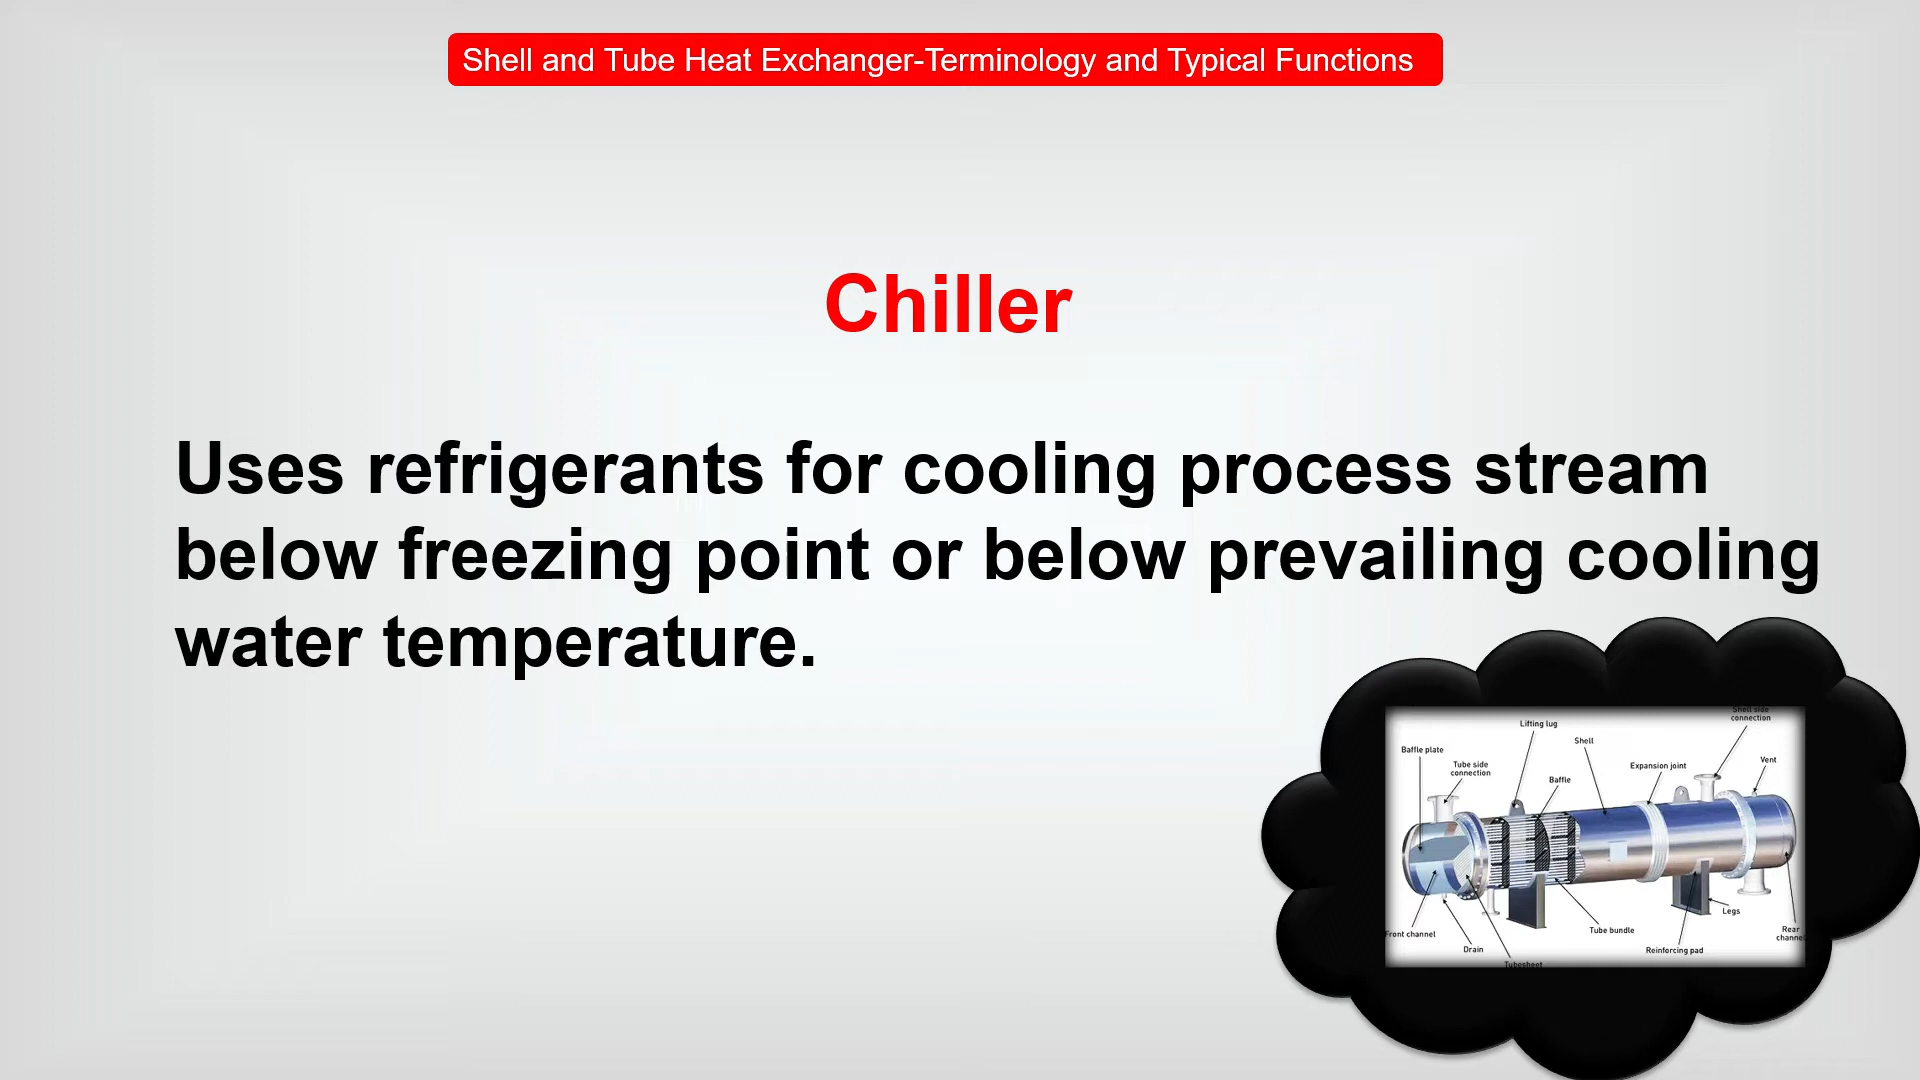 Shell and Tube Heat Exchanger-Terminology and Typical Functions
Chiller
Uses refrigerants for cooling process stream
below freezing point or below prevailing cooling
water temperature.
Shell side
connection
Lifting lug
Shell
Baffle plate
Tube side
connection
Expansion joint
Vent
Baffle
Legs
Front channel
Tube bundle
Rear
channel
Drain
Reinforcing pad
Tubesheet